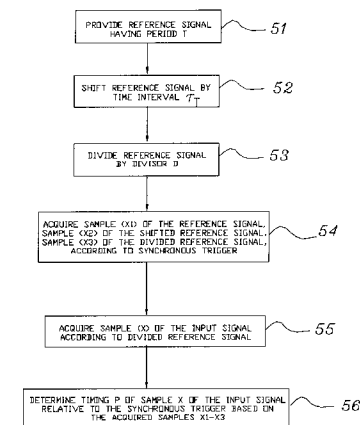 PROVIDE REFERENCE SIGNAL
HAVING PERIOD T
51
SHIFT REFERENCE SIGNAL BY
TIME INTERVAL τT
52
DIVIDE REFERENCE SIGNAL
BY DIVISOR D
53
ACQUIRE SAMPLE (X1) OF THE REFERENCE SIGNAL,
SAMPLE (X2) OF THE SHIFTED REFERENCE SIGNAL,
SAMPLE (X3) OF THE DIVIDED REFERENCE SIGNAL,
ACCORDING TO SYNCHRONOUS TRIGGER
54
ACQUIRE SAMPLE (X) OF THE INPUT SIGNAL
ACCORDING TO DIVIDED REFERENCE SIGNAL
55
DETERMINE TIMING P OF SAMPLE X OF THE INPUT SIGNAL
RELATIVE TO THE SYNCHRONOUS TRIGGER BASED ON
THE ACQUIRED SAMPLES X1-X3
56